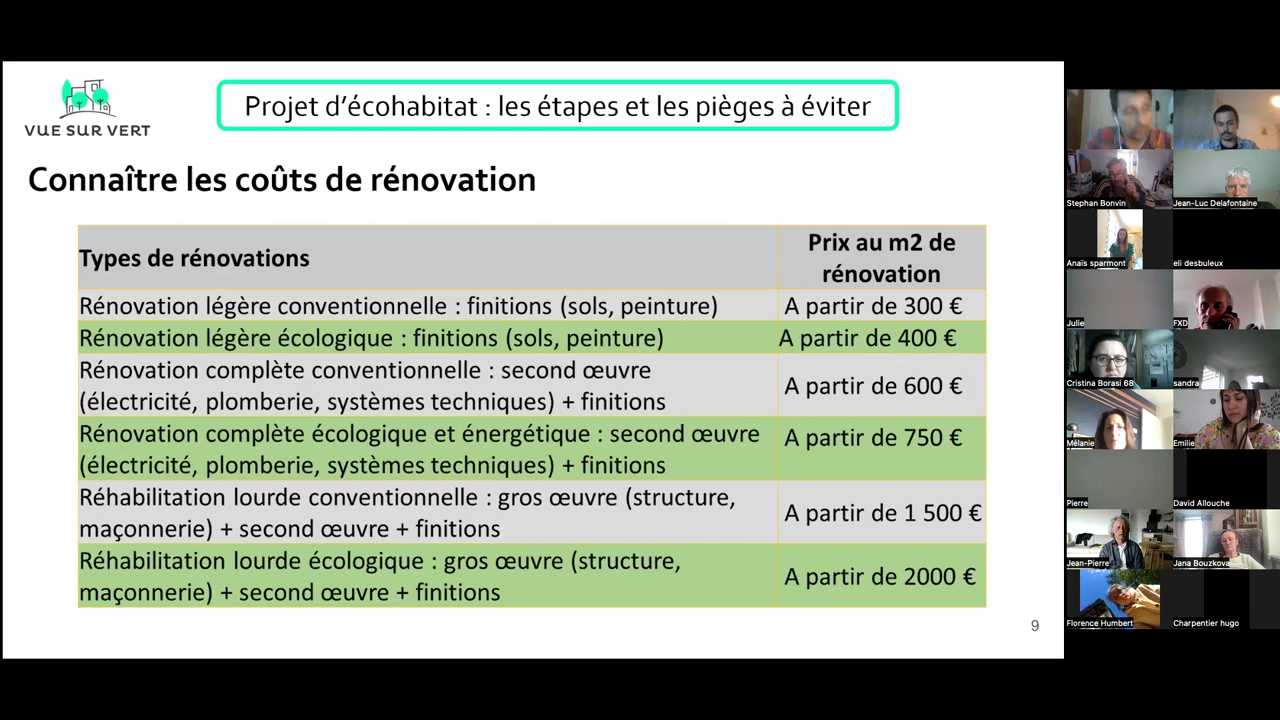 VUE SUR VERT
Projet d'écohabitat : les étapes et les pièges à éviter
Connaître les coûts de rénovation
Types de rénovations
Prix au m2 de
rénovation
Rénovation légère conventionnelle : finitions (sols, peinture)
A partir de 300 €
Rénovation légère écologique : finitions (sols, peinture)
A partir de 400 €
Rénovation complète conventionnelle : second œuvre
(électricité, plomberie, systèmes techniques) + finitions
A partir de 600 €
Rénovation complète écologique et énergétique : second œuvre
(électricité, plomberie, systèmes techniques) + finitions
A partir de 750 €
Réhabilitation lourde conventionnelle : gros œuvre (structure,
maçonnerie) + second œuvre + finitions
A partir de 1 500 €
Réhabilitation lourde écologique : gros œuvre (structure,
maçonnerie) + second œuvre + finitions
A partir de 2000 €
9
Stephan Bonvin
Jean-Luc Delafontaine
Anaïs sparmont
eli desbuleux
Julie
FXD
Cristina Borasi 68
sandra
Mélanie
Emilie
Pierre
David Allouche
Jean-Pierre
Jana Bouzkova
Florence Humbert
Charpentier hugo